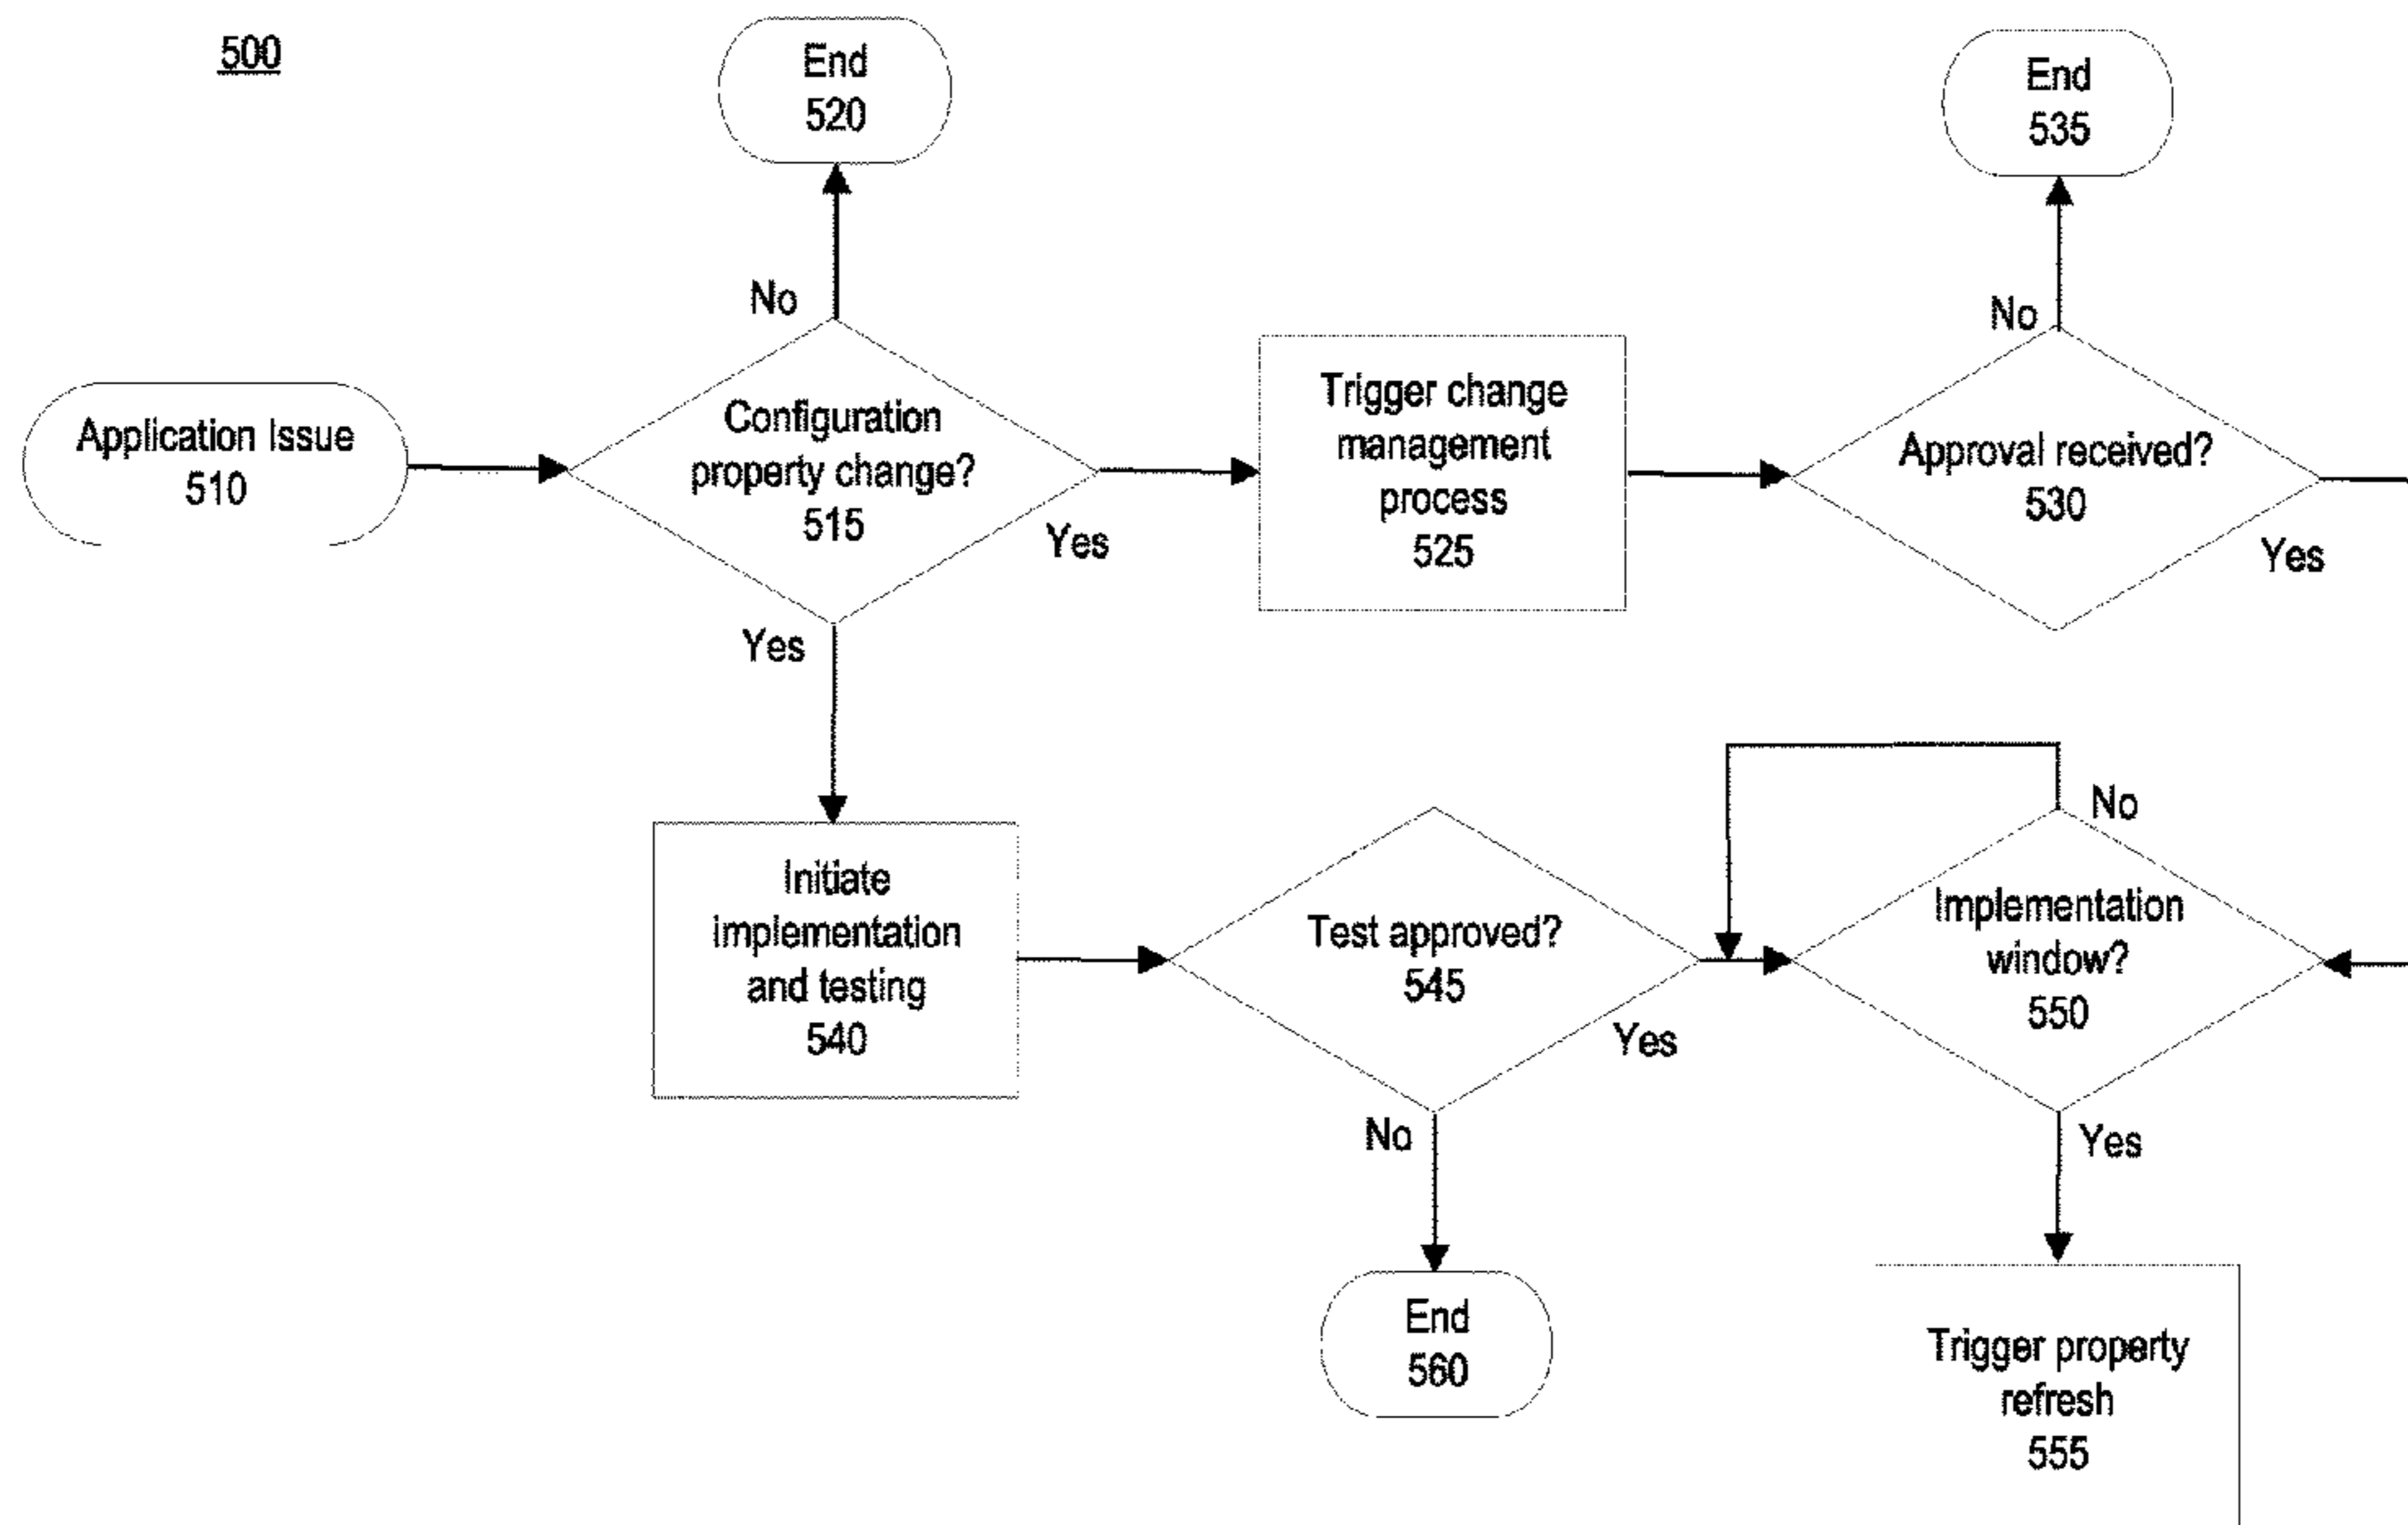 500
End
520
End
535
No
No
Application Issue
510
Configuration
property change?
515
Yes
Trigger change
management
process
525
Approval received?
530
Yes
Yes
No
Initiate
implementation
and testing
540
Test approved?
545
Yes
Implementation
window?
550
No
Yes
End
560
Trigger property
refresh
555